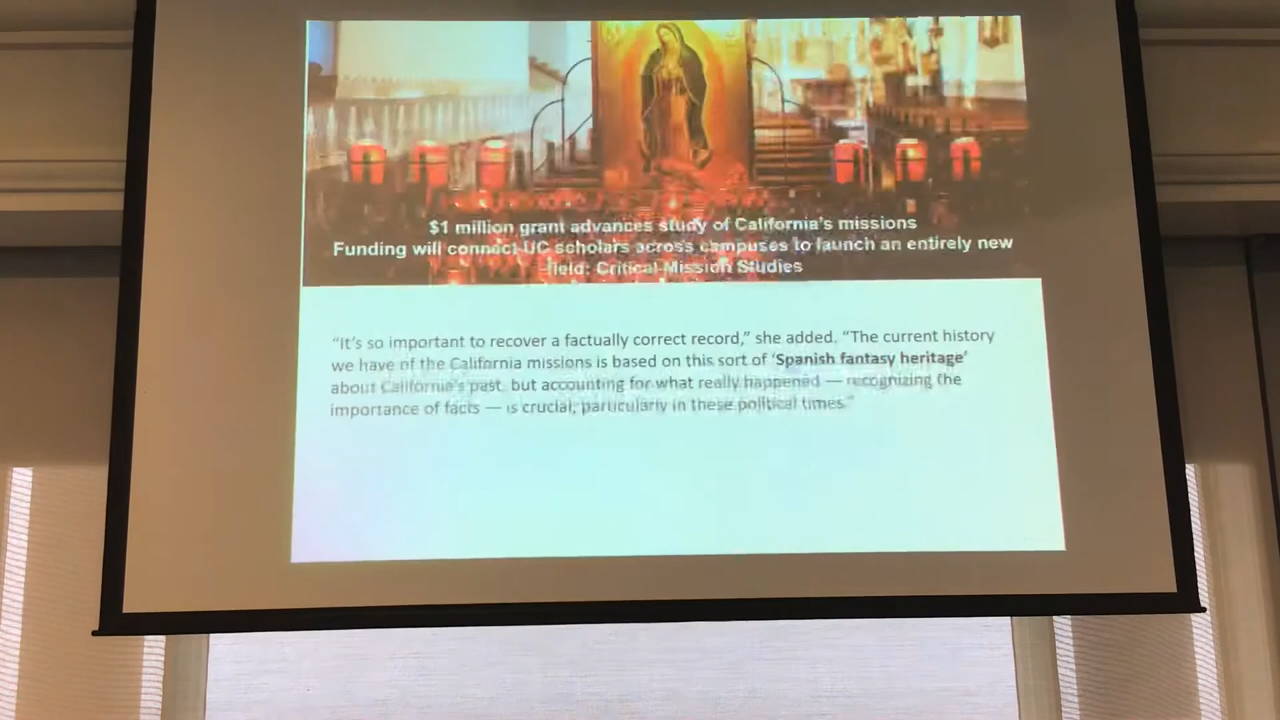 $1 million grant advances study of California's missions
Funding will connect UC scholars across campuses to launch an entirely new
field: Critical Mission Studies
“It's so important to recover a factually correct record,” she added. “The current history
we have of the California missions is based on this sort of ‘Spanish fantasy heritage’
about California's past, but accounting for what really happened — recognizing the
importance of facts — is crucial, particularly in these political times.”